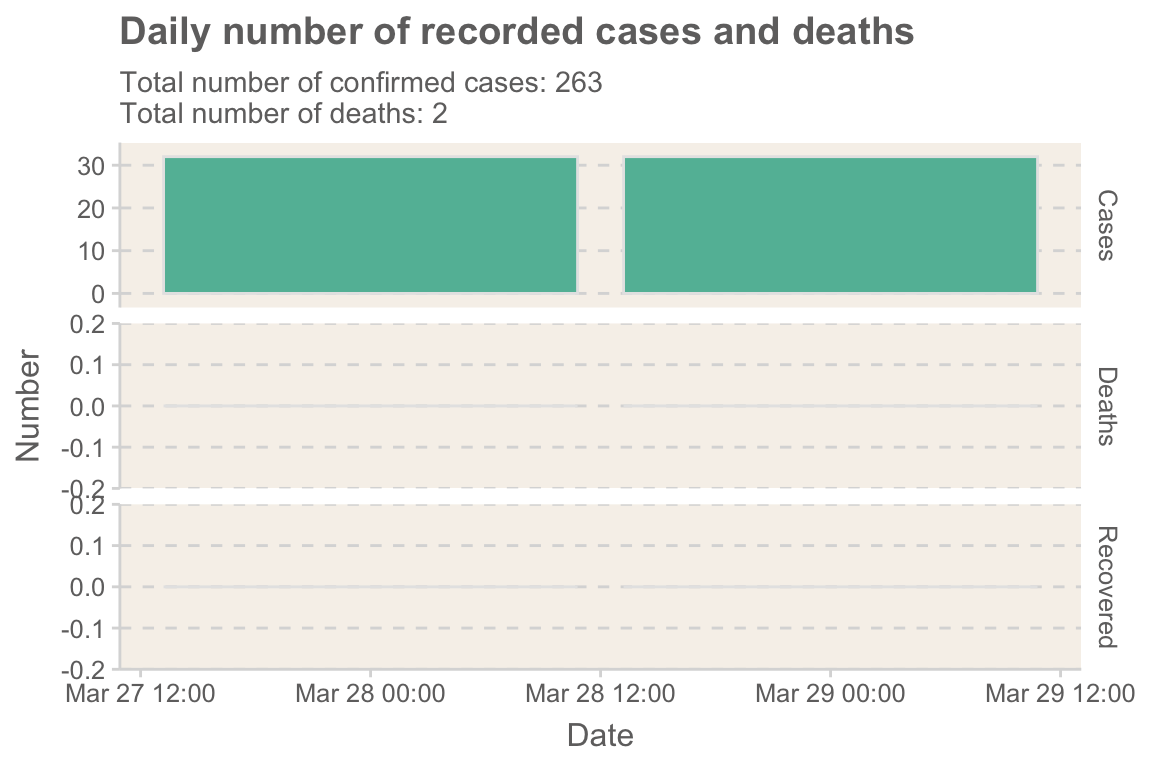 Daily number of recorded cases and deaths
Total number of confirmed cases: 263
Total number of deaths: 2
30
20
10
0
Cases
0.2
0.1
0.0
-0.1
-0.2
Deaths
0.2
0.1
0.0
-0.1
-0.2
Recovered
Number
Mar 27 12:00 Mar 28 00:00 Mar 28 12:00 Mar 29 00:00 Mar 29 12:00
Date